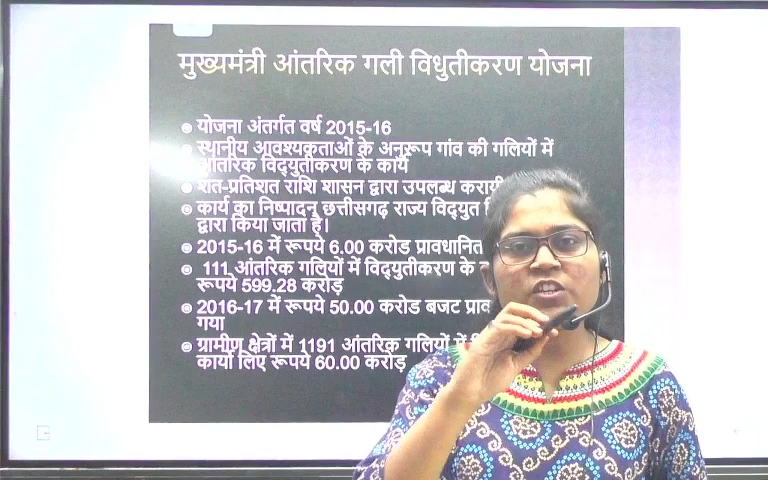 मुख्यमंत्री आंतरिक गली विधुतीकरण योजना
योजना अंतर्गत वर्ष 2015-16
स्थानीय आवश्यकताओं के अनुरूप गांव की गलियों में
आंतरिक विद्युतीकरण के कार्य
शत-प्रतिशत राशि शासन द्वारा उपलब्ध
कार्य का निष्पादन छत्तीसगढ़ राज्य विद्युत
द्वारा किया जाता है।
2015-16 में रूपये 6.00 करोड प्रावधानित
111 आंतरिक गलियों में विद्युतीकरण के
रूपये 599.28 करोड़
2016-17 में रूपये 50.00 करोड बजट
गया
ग्रामीण क्षेत्रों में 1191 आंतरिक गलियों में
कार्यो लिए रूपये 60.00 करोड़